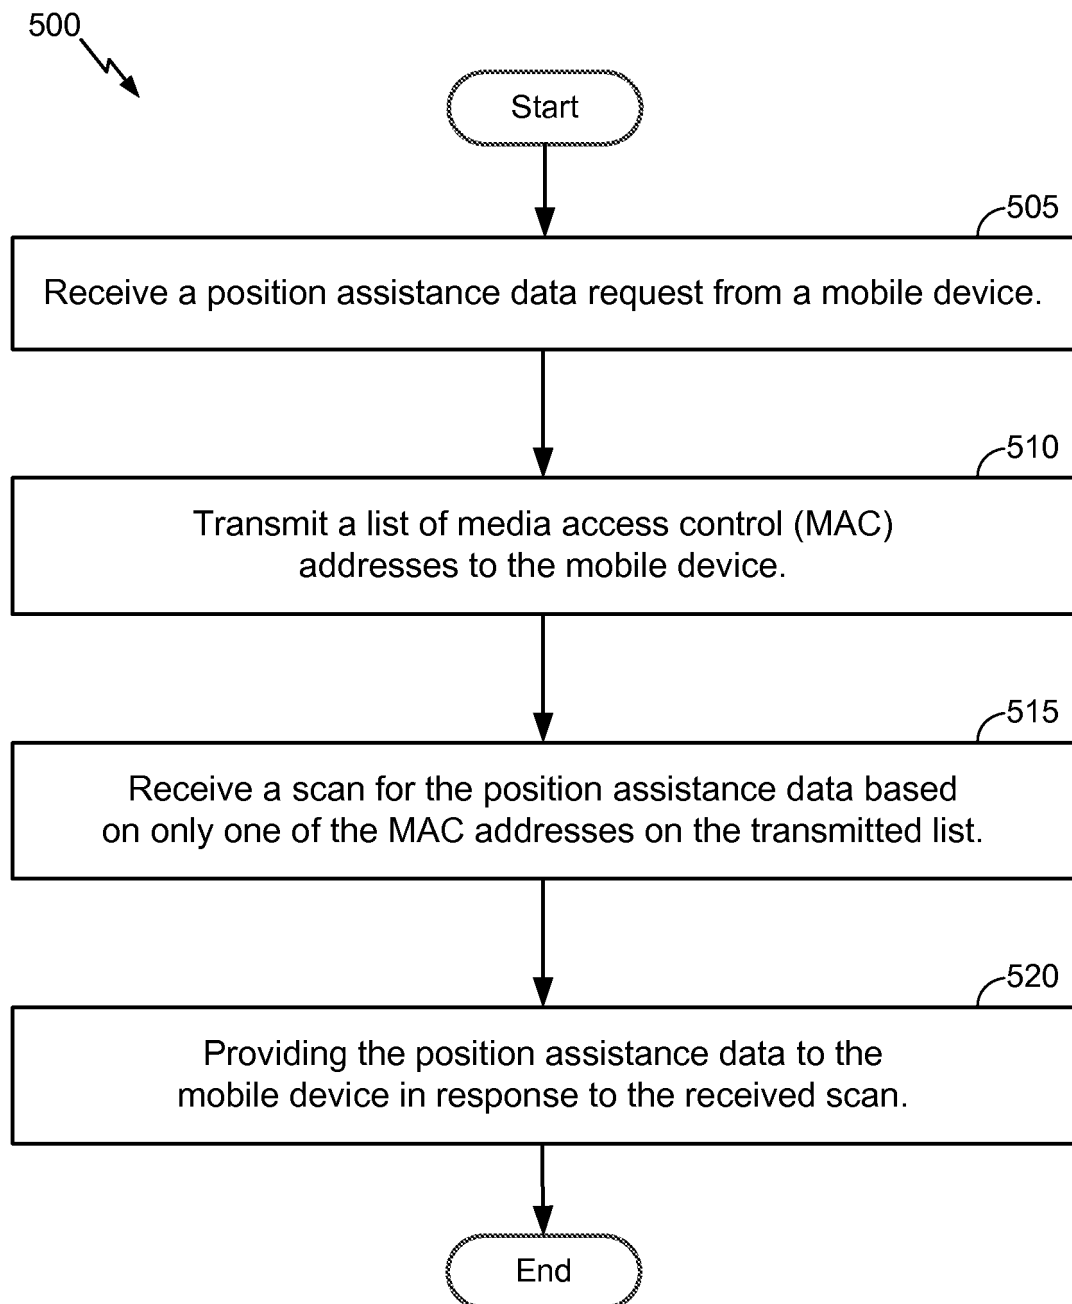 500
Start
505
Receive a position assistance data request from a mobile device.
510
Transmit a list of media access control (MAC)
addresses to the mobile device.
515
Receive a scan for the position assistance data based
on only one of the MAC addresses on the transmitted list.
520
Providing the position assistance data to the
mobile device in response to the received scan.
End